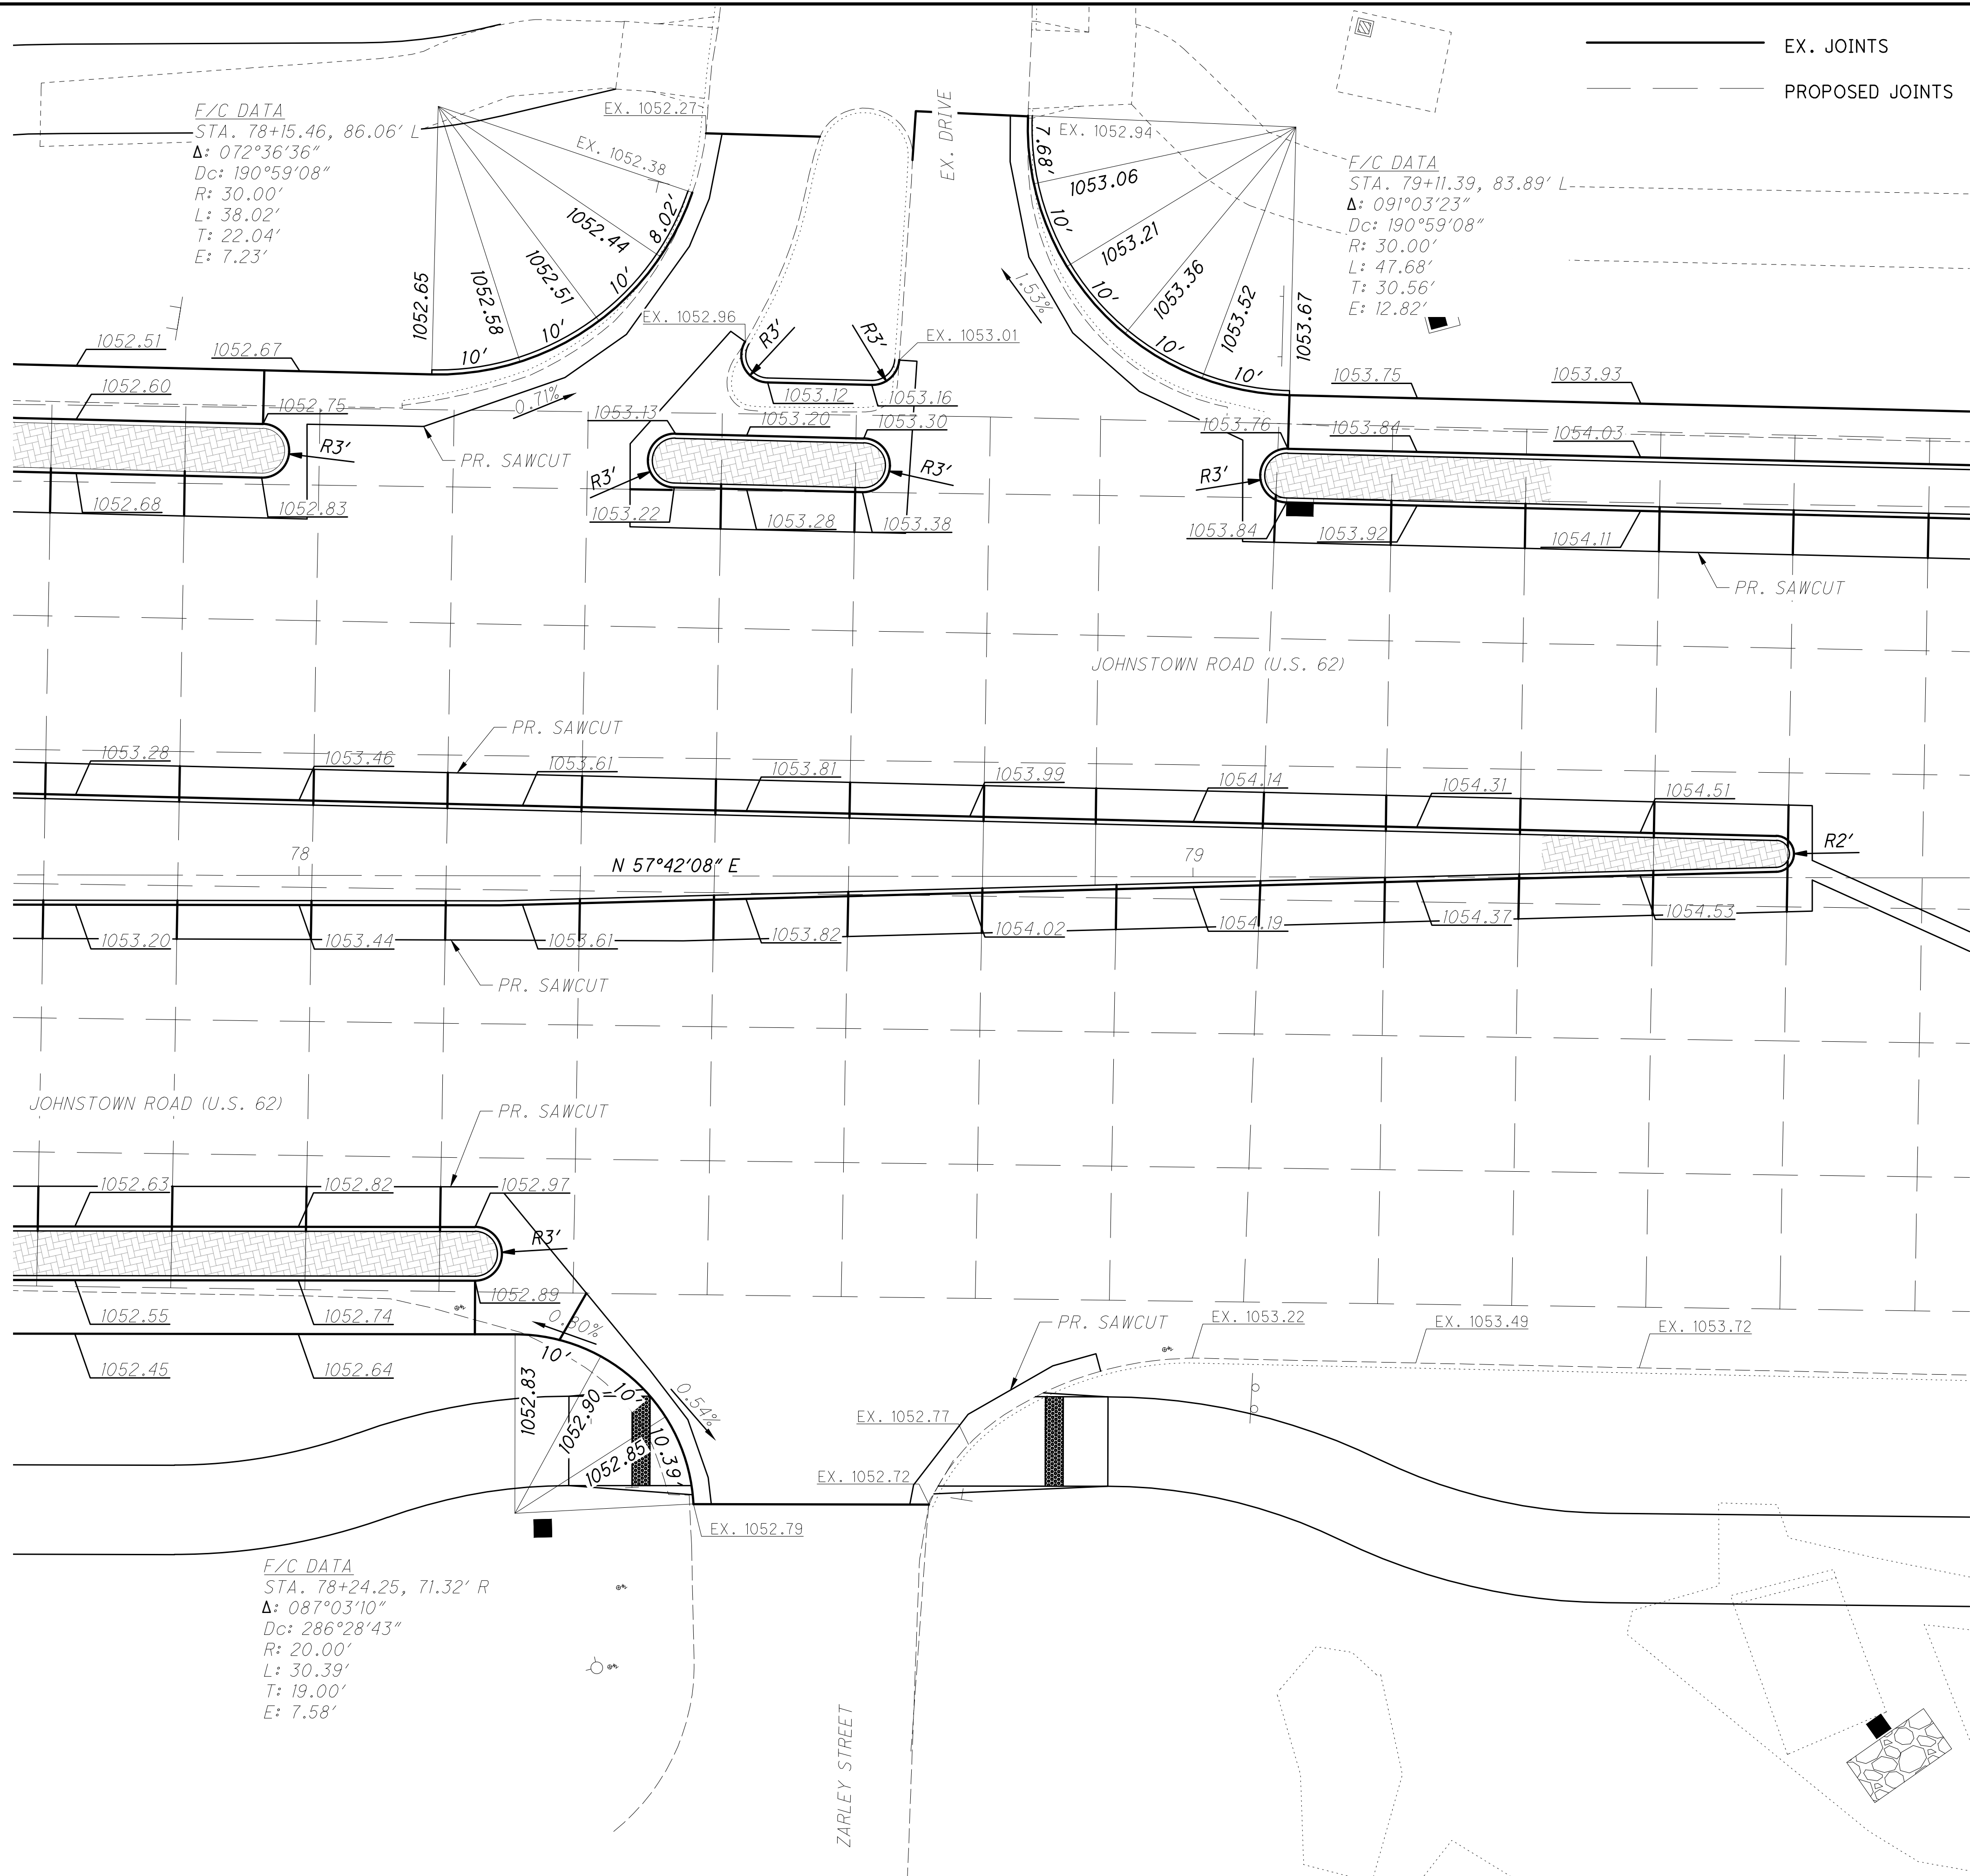 EX. JOINTS
PROPOSED JOINTS
F/C DATA
STA. 78+15.46, 86.06' L
Δ: 072°36'36"
Dc: 190°59'08"
R: 30.00'
L: 38.02'
T: 22.04'
E: 7.23'
EX. 1052.27
EX. 1052.38
1052.44
8.02'
1052.51
10'
1052.58
10'
1052.65
10'
EX. DRIVE
EX. 1052.94
7.68'
1053.06
10'
1053.21
10'
1053.36
10'
1053.52
10'
1053.67
F/C DATA
STA. 79+11.39, 83.89' L
Δ: 091°03'23"
Dc: 190°59'08"
R: 30.00'
L: 47.68'
T: 30.56'
E: 12.82'
1.53%
EX. 1052.96
R3'
R3'
EX. 1053.01
1052.51
1052.67
1052.60
1052.75
0.71%
1053.12
1053.16
1053.13
1053.20
1053.30
1053.75
1053.93
1053.76
1053.84
1054.03
R3'
PR. SAWCUT
R3'
R3'
R3'
1052.68
1052.83
1053.22
1053.28
1053.38
1053.84
1053.92
1054.11
PR. SAWCUT
JOHNSTOWN ROAD (U.S. 62)
PR. SAWCUT
1053.28
1053.46
1053.61
1053.81
1053.99
1054.14
1054.31
1054.51
R2'
78
N 57°42'08" E
79
1053.20
1053.44
1053.61
1053.82
1054.02
1054.19
1054.37
1054.53
PR. SAWCUT
JOHNSTOWN ROAD (U.S. 62)
PR. SAWCUT
1052.63
1052.82
1052.97
R3'
1052.55
1052.74
1052.89
0.80%
1052.45
1052.64
10'
1052.83
1052.90
10'
1052.85
10.39'
0.54%
PR. SAWCUT
EX. 1053.22
EX. 1053.49
EX. 1053.72
EX. 1052.77
EX. 1052.72
EX. 1052.79
F/C DATA
STA. 78+24.25, 71.32' R
Δ: 087°03'10"
Dc: 286°28'43"
R: 20.00'
L: 30.39'
T: 19.00'
E: 7.58'
ZARLEY STREET